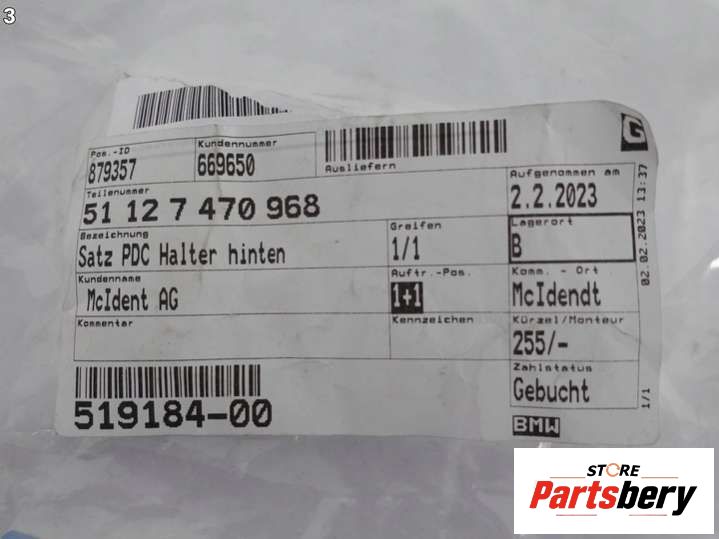 3
G
Pos.-ID
879357
Kundennummer
669650
Ausliefern
Aufgenommen am
2.2.2023
Teilenummer
51 12 7 470 968
Lagerort
B
Bezeichnung
Satz PDC Halter hinten
Greifen
1/1
Kundenname
McIdent AG
Auftr.-Pos.
1+1
Komm. - Ort
McIdendt
Kommentar
Kennzeichen
Kürzel/Monteur
255/-
Zahlstatus
Gebucht
519184-00
BMW
02.02.2023 13:37
1/1
STORE
Partsbery